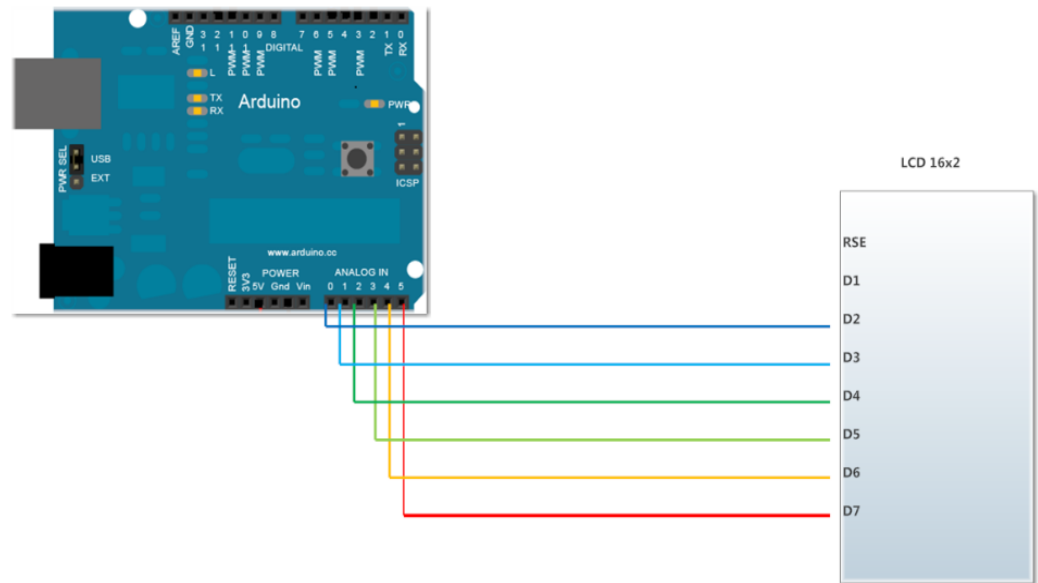 AREF
GND
13
12
PWM 11
PWM 10
PWM 9
8
DIGITAL
7
PWM 6
PWM 5
4
PWM 3
2
TX 1
RX 0
L
TX
RX
Arduino
PWR
1
ICSP
PWR SEL
USB
EXT
www.arduino.cc
RESET
3V3
POWER
5V Gnd Vin
ANALOG IN
0 1 2 3 4 5
LCD 16x2
RSE
D1
D2
D3
D4
D5
D6
D7